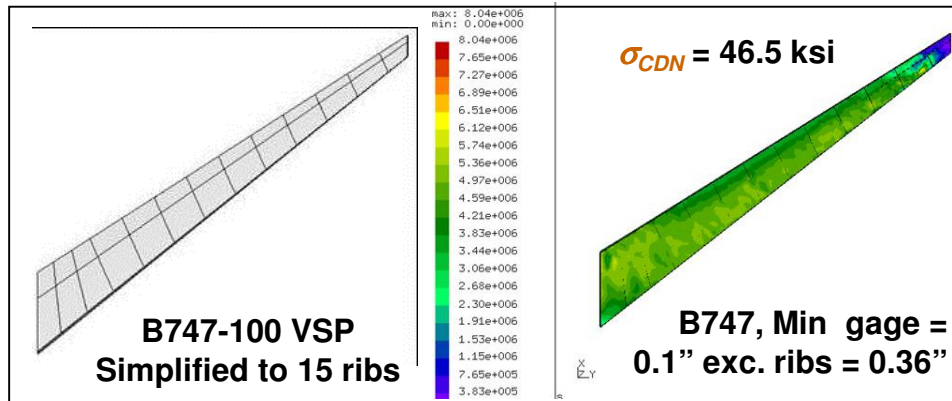 max: 8.04e+006
min: 0.00e+000
8.04e+006
7.65e+006
7.27e+006
6.89e+006
6.51e+006
6.12e+006
5.74e+006
5.36e+006
4.97e+006
4.59e+006
4.21e+006
3.83e+006
3.44e+006
3.06e+006
2.68e+006
2.30e+006
1.91e+006
1.53e+006
1.15e+006
7.65e+005
3.83e+005
B747-100 VSP
Simplified to 15 ribs
σCDN = 46.5 ksi
X
Z Y
B747, Min gage =
0.1” exc. ribs = 0.36”
s